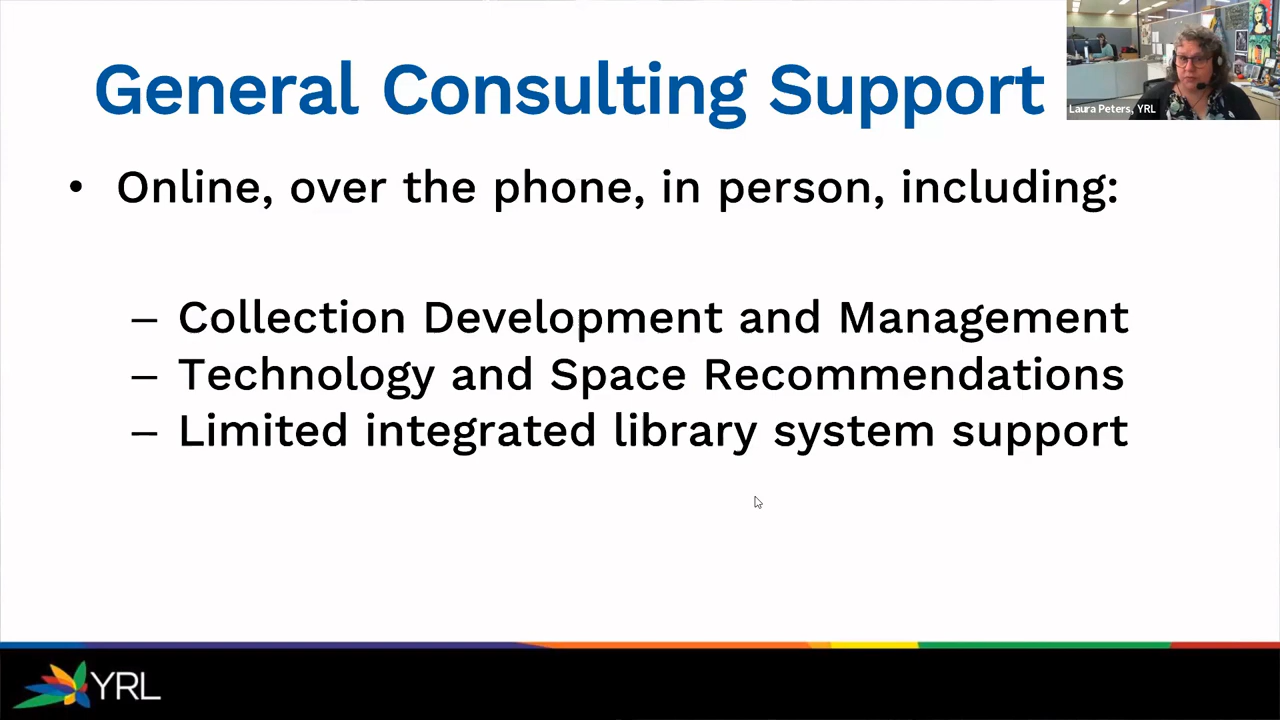 General Consulting Support
Laura Peters, YRL
• Online, over the phone, in person, including:
– Collection Development and Management
– Technology and Space Recommendations
– Limited integrated library system support
YRL